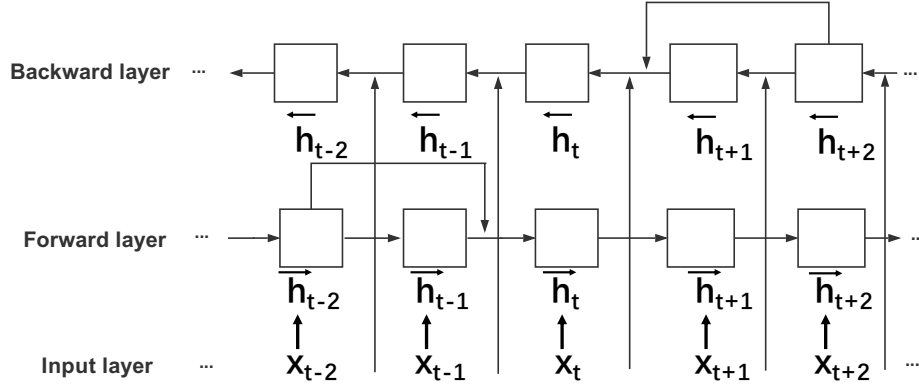 Backward layer ... ...
h_{t-2} h_{t-1} h_t h_{t+1} h_{t+2}
Forward layer ... ..
h_{t-2} h_{t-1} h_t h_{t+1} h_{t+2}
Input layer ... x_{t-2} x_{t-1} x_t x_{t+1} x_{t+2} ...